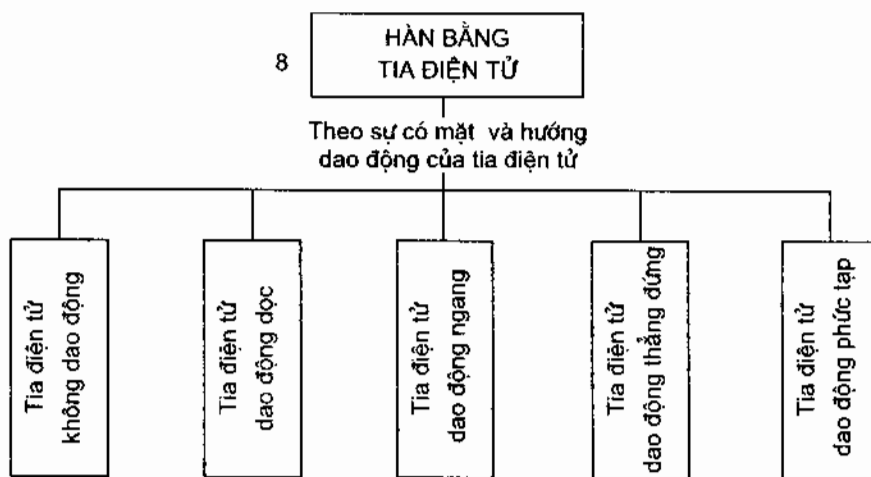 8
HÀN BẰNG
TIA ĐIỆN TỬ
Theo sự có mặt và hướng
dao động của tia điện tử
Tia điện tử
không dao động
Tia điện tử
dao động dọc
Tia điện tử
dao động ngang
Tia điện tử
dao động thẳng đứng
Tia điện tử
dao động phức tạp